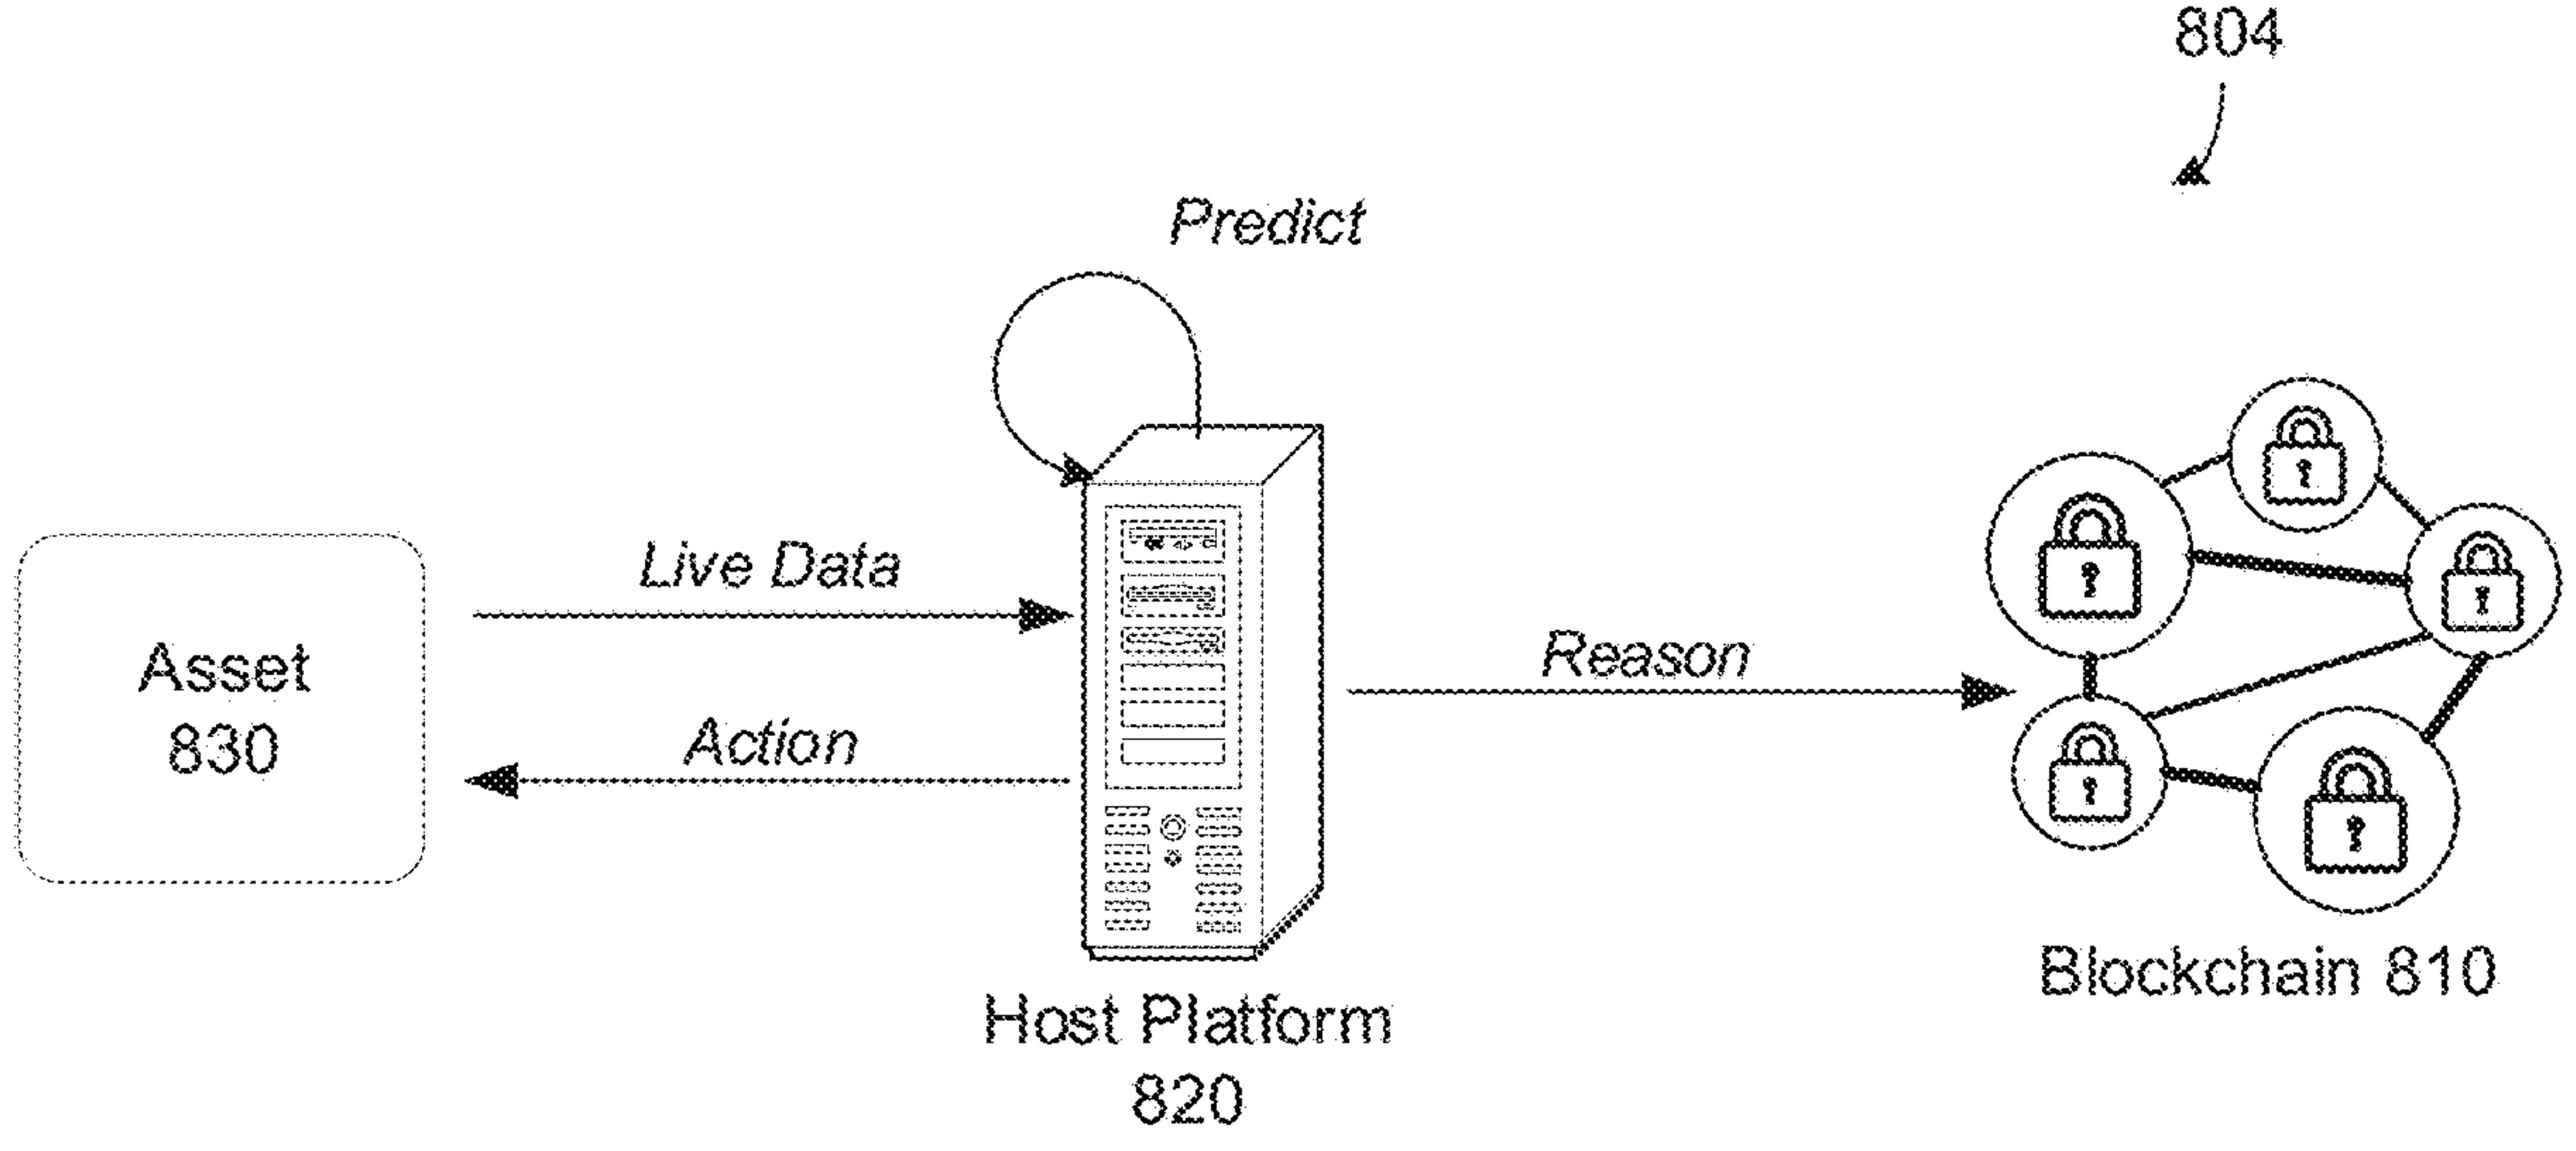 804
Predict
Live Data
Asset
830
Action
Reason
Blockchain 810
Host Platform
820